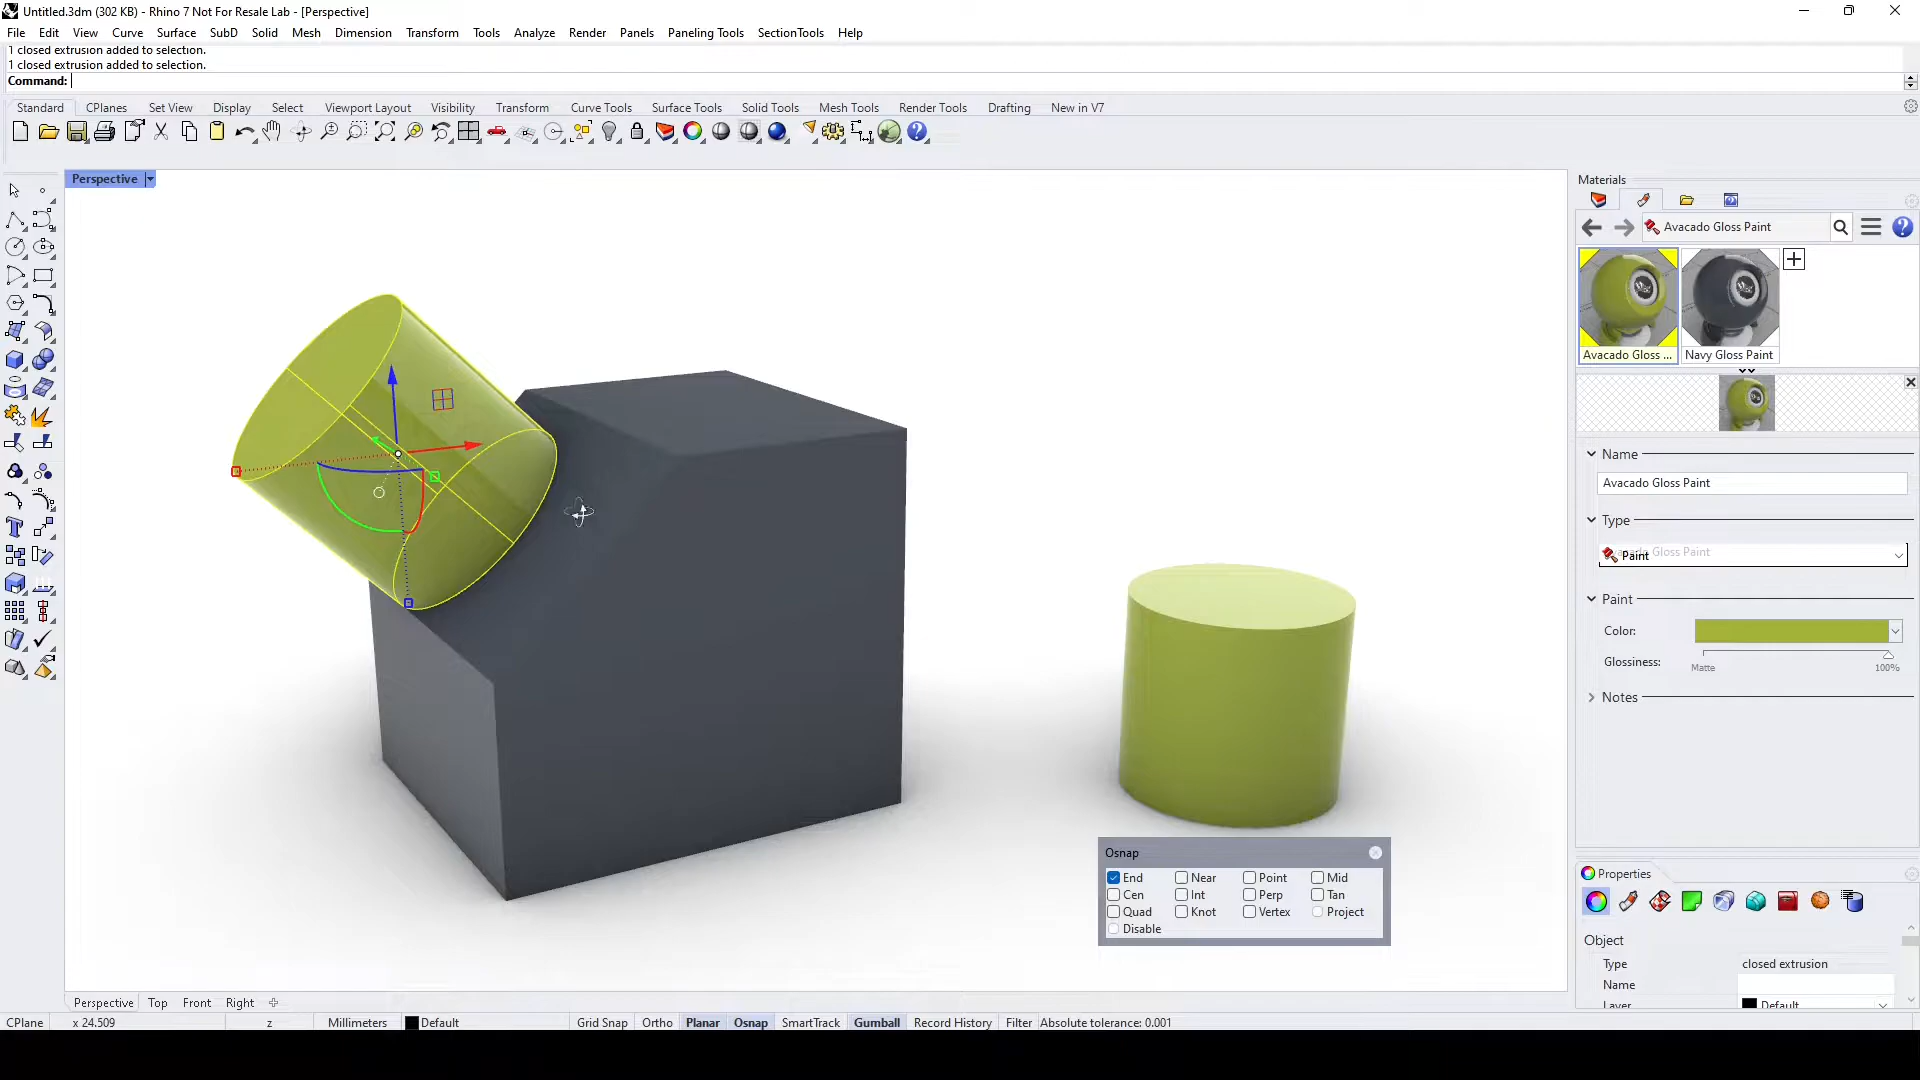 Untitled.3dm (302 KB) - Rhino 7 Not For Resale Lab - [Perspective]
File Edit View Curve Surface SubD Solid Mesh Dimension Transform Tools Analyze Render Panels Paneling Tools SectionTools Help
1 closed extrusion added to selection.
1 closed extrusion added to selection.
Command:
Standard CPlanes Set View Display Select Viewport Layout Visibility Transform Curve Tools Surface Tools Solid Tools Mesh Tools Render Tools Drafting New in V7
Perspective
Materials
Avacado Gloss Paint
Avacado Gloss ... Navy Gloss Paint
Name
Avacado Gloss Paint
Type
Paint
Paint
Color:
Glossiness:
Matte 100%
Notes
Osnap
End Near Point Mid
Cen Int Perp Tan
Quad Knot Vertex Project
Disable
Properties
Object
Type closed extrusion
Name
Layer Default
Perspective Top Front Right
CPlane x 24.509 z Millimeters Default Grid Snap Ortho Planar Osnap SmartTrack Gumball Record History Filter Absolute tolerance: 0.001